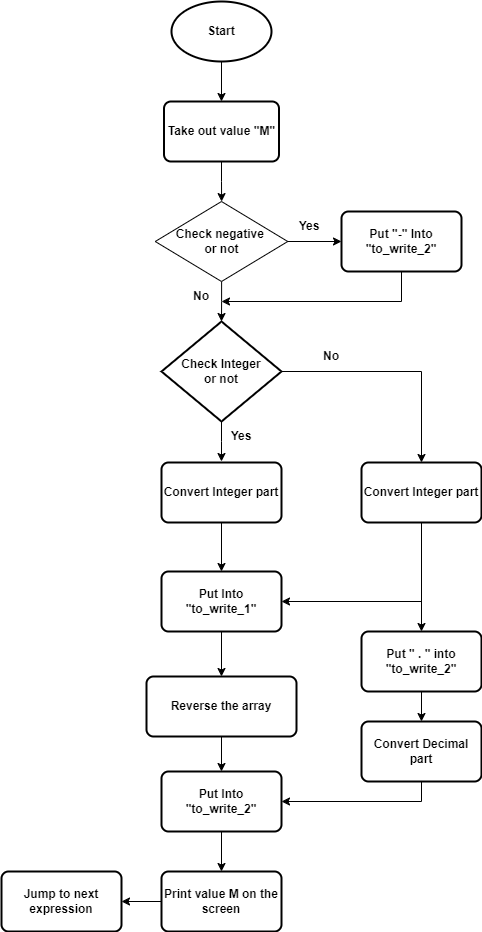 Start
Take out value "M"
Check negative
or not
Yes
Put "-" Into
"to_write_2"
No
Check Integer
or not
No
Yes
Convert Integer part
Convert Integer part
Put Into
"to_write_1"
Put " . " into
"to_write_2"
Reverse the array
Convert Decimal
part
Put Into
"to_write_2"
Print value M on the
screen
Jump to next
expression